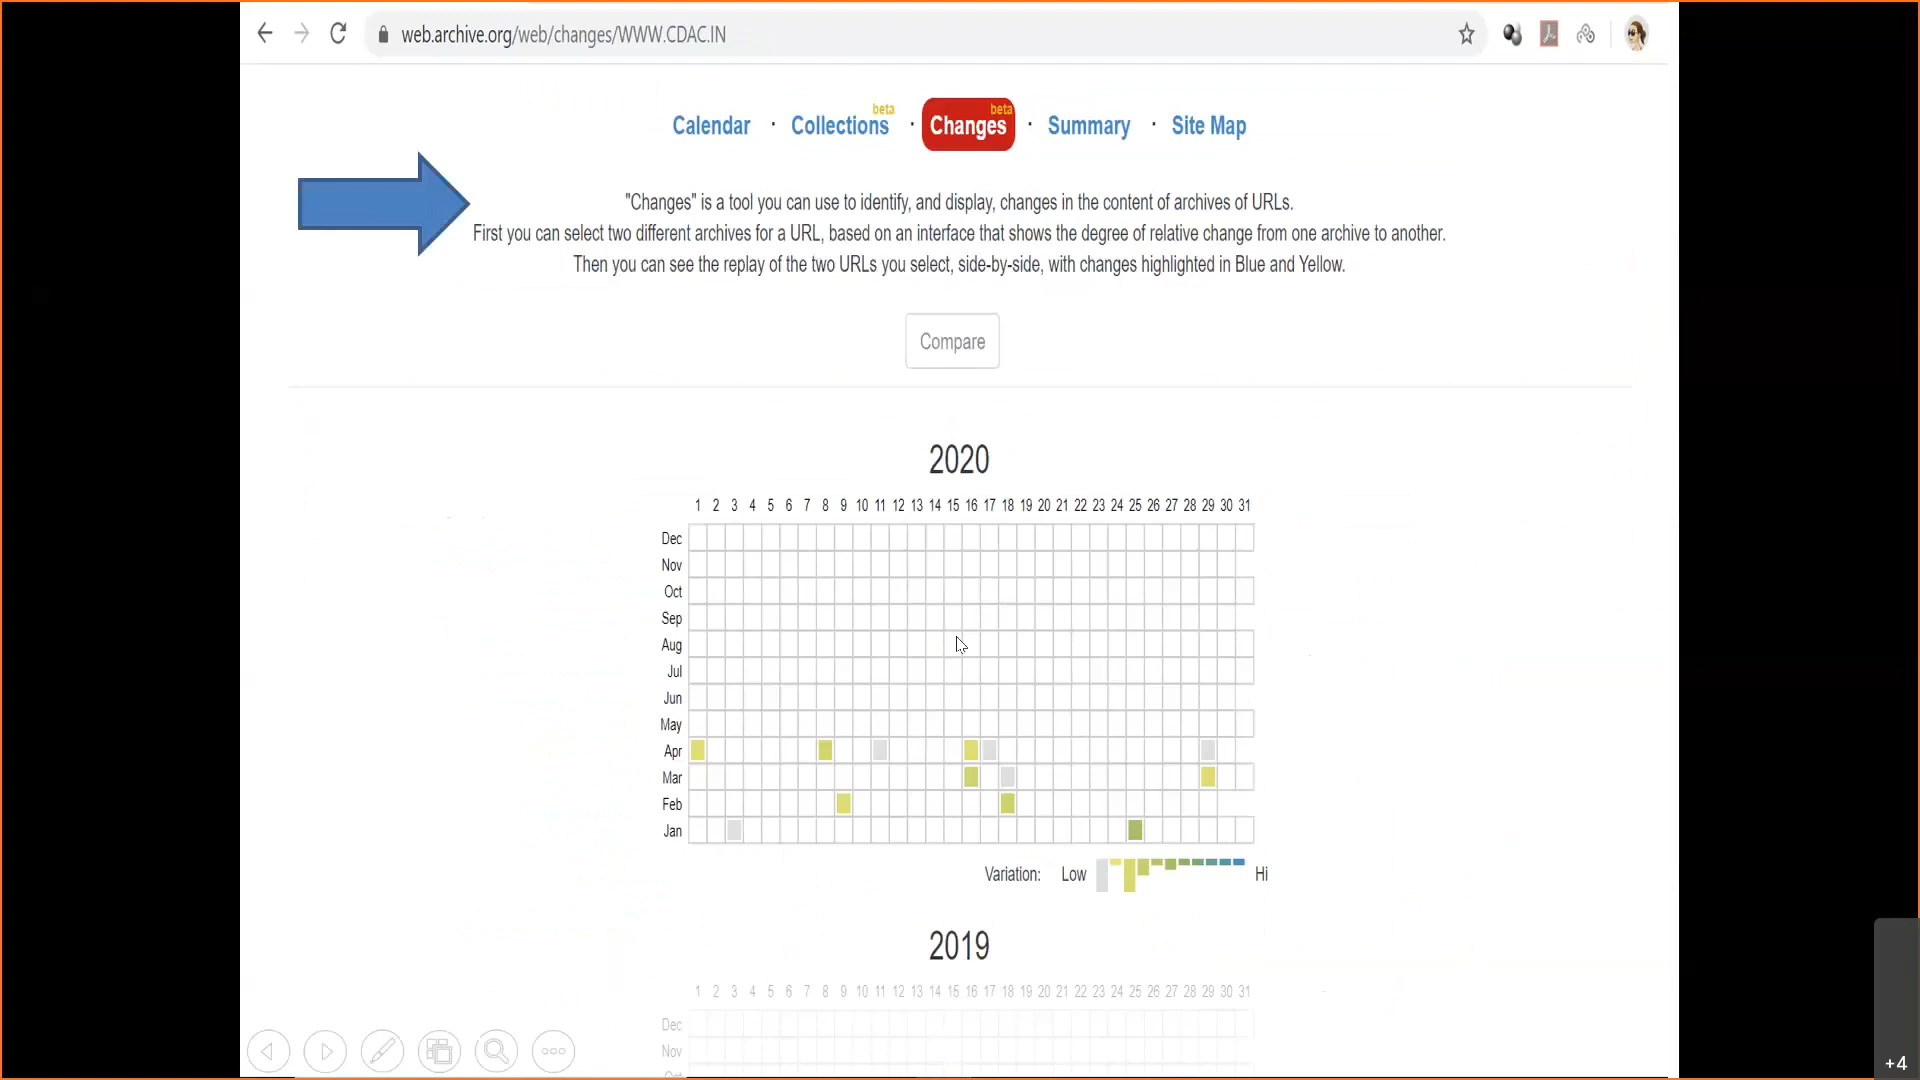 web.archive.org/web/changes/WWW.CDAC.IN
Calendar · Collections beta · Changes beta · Summary · Site Map
"Changes" is a tool you can use to identify, and display, changes in the content of archives of URLs.
First you can select two different archives for a URL, based on an interface that shows the degree of relative change from one archive to another.
Then you can see the replay of the two URLs you select, side-by-side, with changes highlighted in Blue and Yellow.
Compare
2020
1 2 3 4 5 6 7 8 9 10 11 12 13 14 15 16 17 18 19 20 21 22 23 24 25 26 27 28 29 30 31
Dec
Nov
Oct
Sep
Aug
Jul
Jun
May
Apr
Mar
Feb
Jan
Variation: Low Hi
2019
1 2 3 4 5 6 7 8 9 10 11 12 13 14 15 16 17 18 19 20 21 22 23 24 25 26 27 28 29 30 31
Dec
Nov
+4